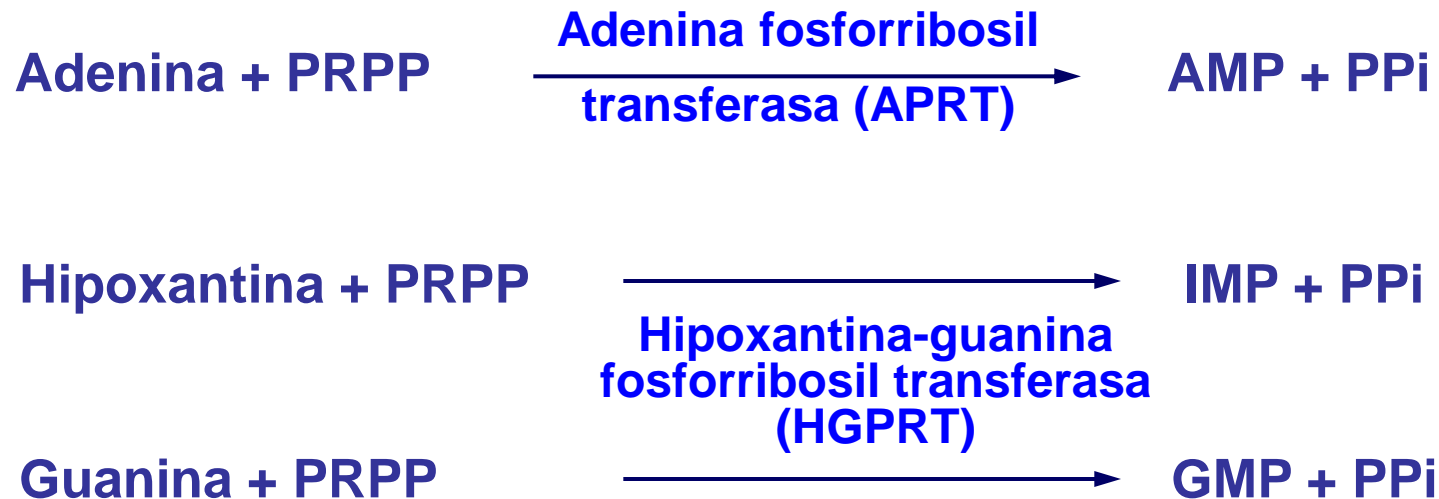 Adenina fosforribosil
Adenina + PRPP
AMP + PPi
transferasa (APRT)
Hipoxantina + PRPP
IMP + PPi
Hipoxantina-guanina
fosforribosil transferasa
(HGPRT)
Guanina + PRPP
GMP + PPi